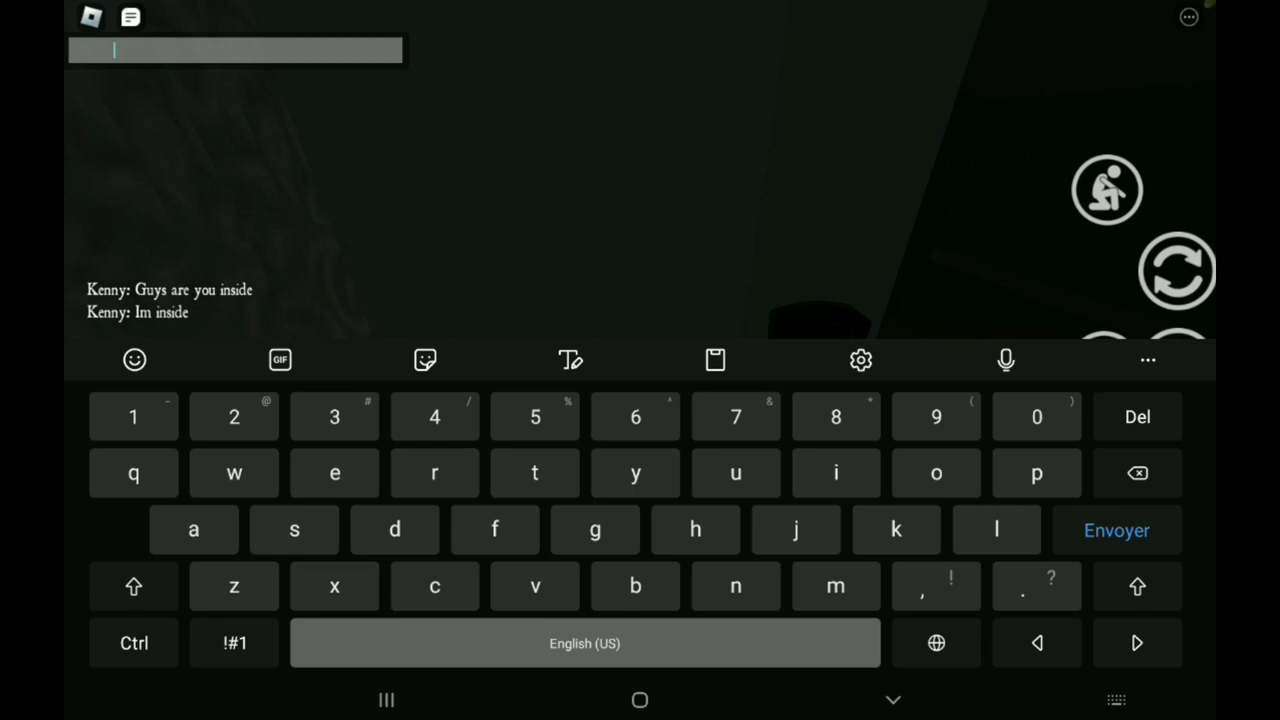 Kenny: Guys are you inside
Kenny: Im inside
GIF
1 - 2 @ 3 # 4 / 5 % 6 ^ 7 & 8 * 9 ( 0 ) Del
q w e r t y u i o p
a s d f g h j k l Envoyer
z x c v b n m , ! . ?
Ctrl !#1 English (US)